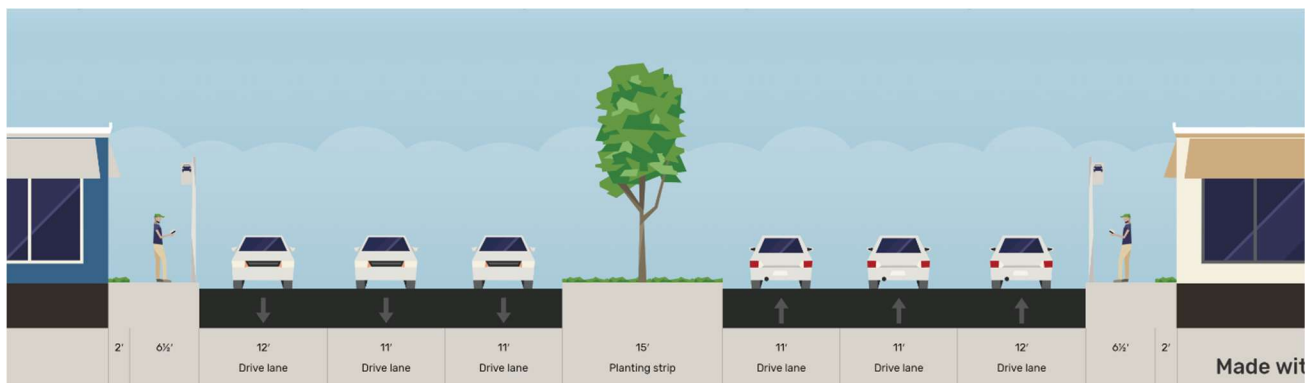 2' 6½' 12' 11' 11' 15' 11' 11' 12' 6½' 2'
Drive lane Drive lane Drive lane Planting strip Drive lane Drive lane Drive lane
Made wit